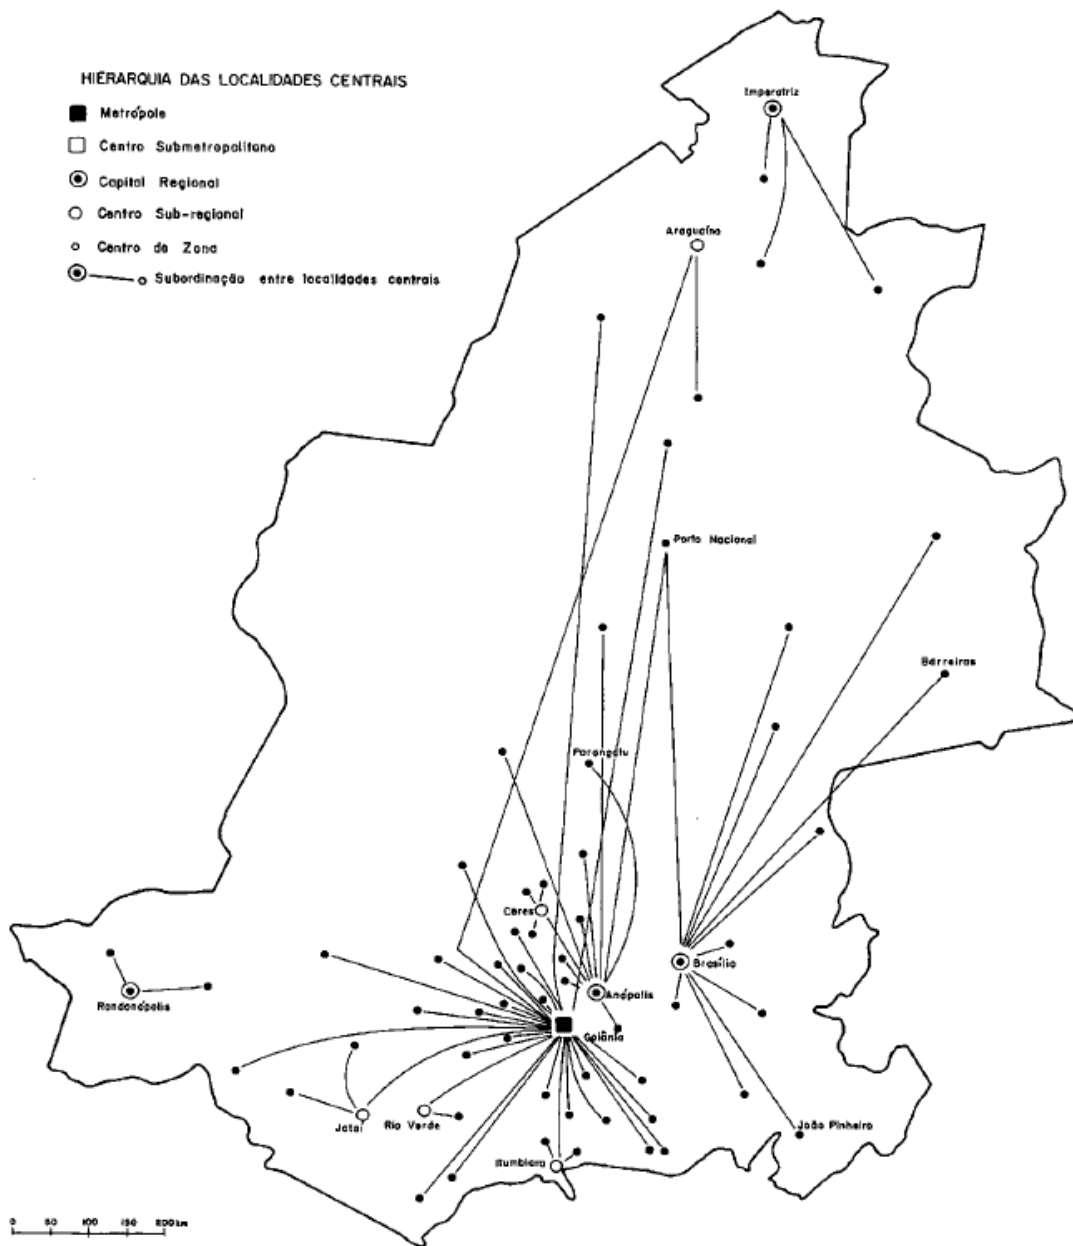 HIERARQUIA DAS LOCALIDADES CENTRAIS
Metrópole
Centro Submetropolitano
Capital Regional
Centro Sub-regional
Centro de Zona
Subordinação entre localidades centrais
Imperatriz
Araguaína
Porto Nacional
Barreiras
Porangatu
Ceres
Brasília
Rondonópolis
Anápolis
Goiânia
Jataí
Rio Verde
João Pinheiro
Itumbiara
0 50 100 150 200 km